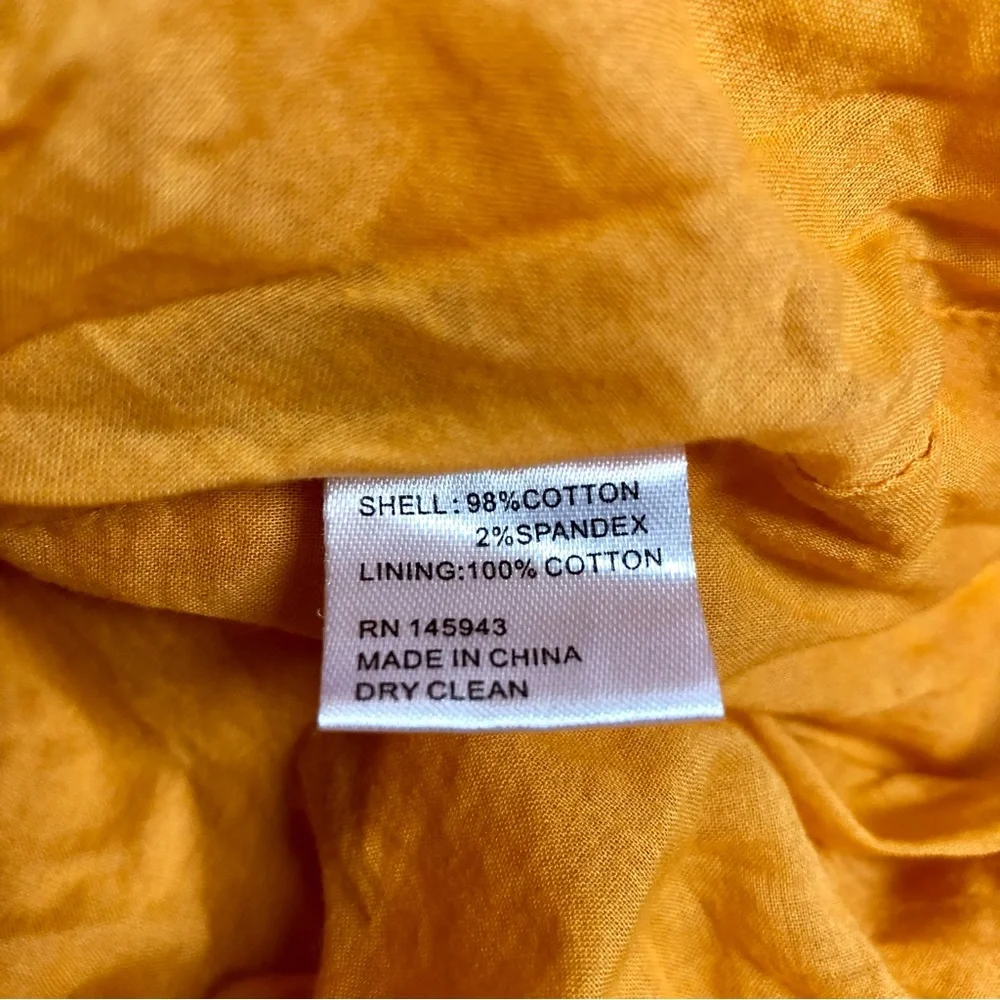 SHELL: 98%COTTON
2%SPANDEX
LINING:100% COTTON
RN 145943
MADE IN CHINA
DRY CLEAN